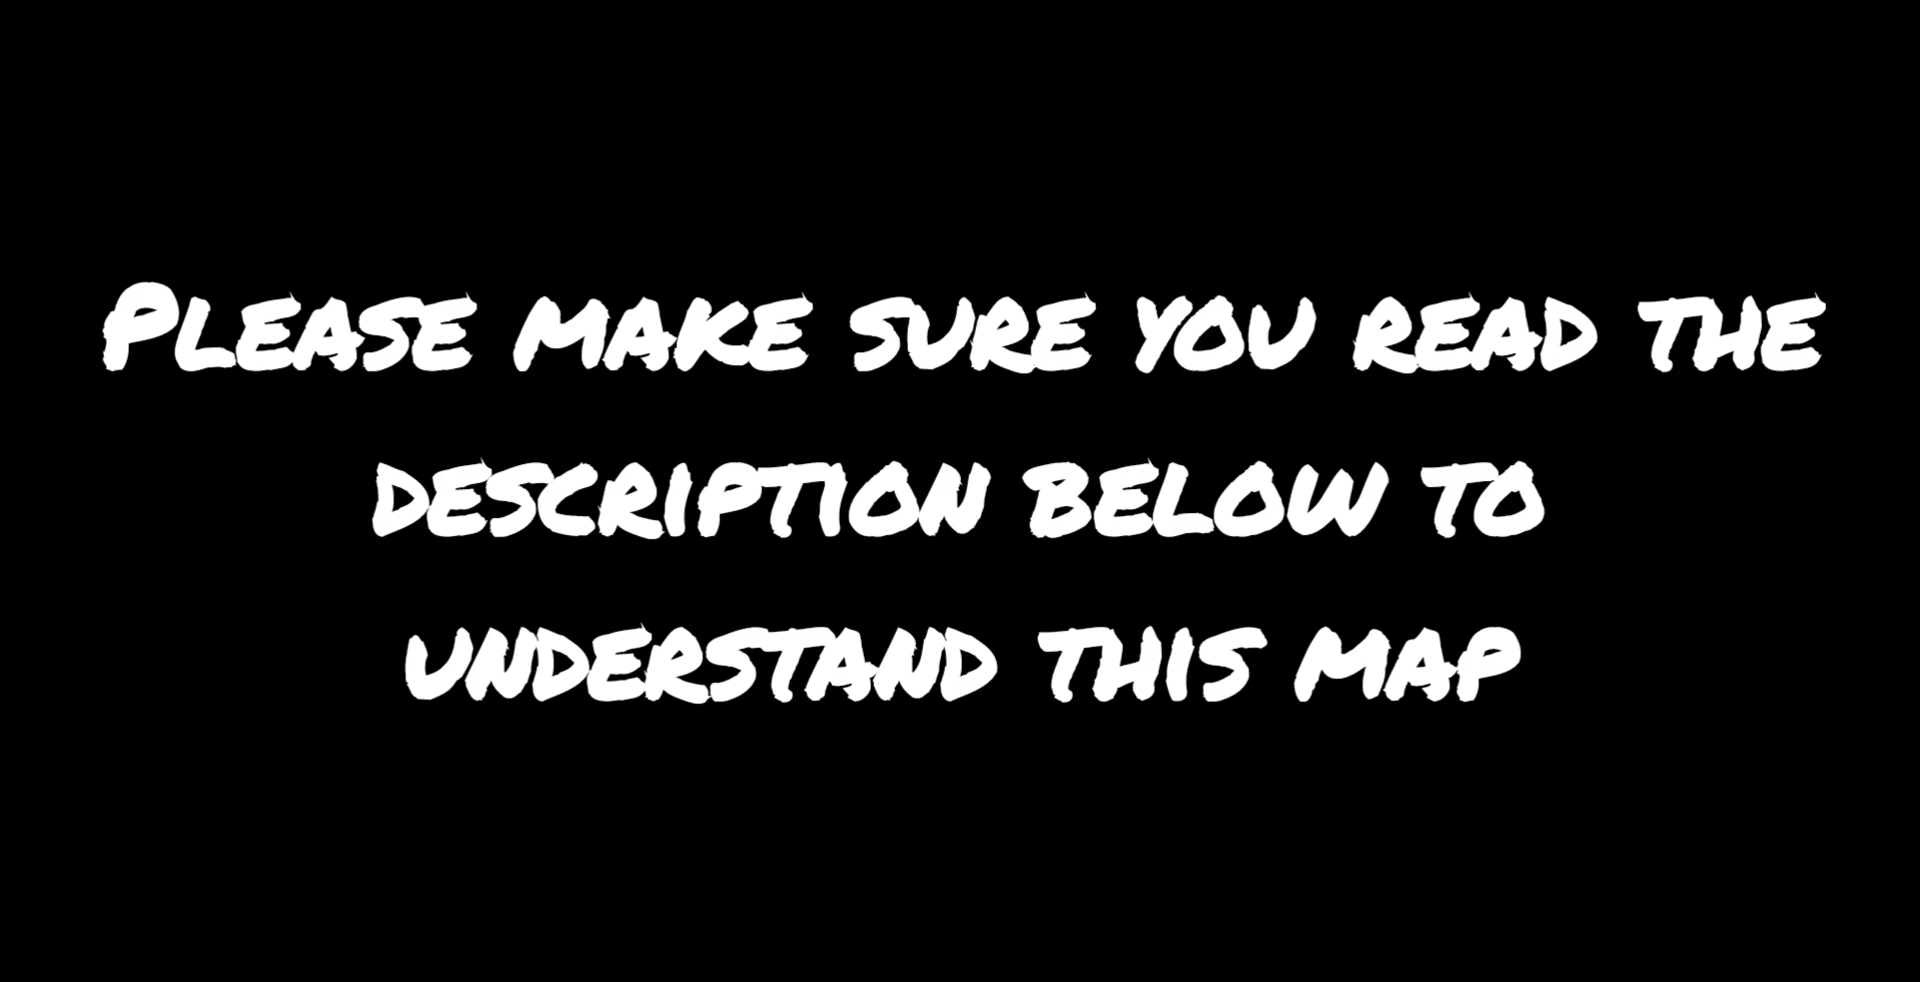 Please make sure you read the
description below to
understand this map